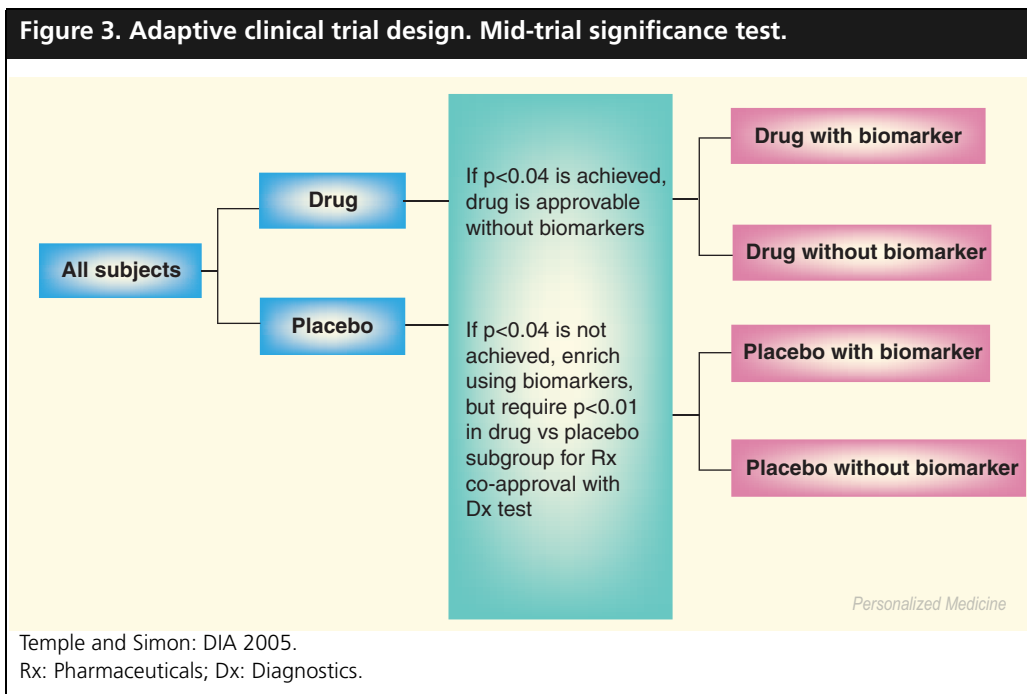 Figure 3. Adaptive clinical trial design. Mid-trial significance test.
All subjects
Drug
Placebo
If p<0.04 is achieved,
drug is approvable
without biomarkers
If p<0.04 is not
achieved, enrich
using biomarkers,
but require p<0.01
in drug vs placebo
subgroup for Rx
co-approval with
Dx test
Drug with biomarker
Drug without biomarker
Placebo with biomarker
Placebo without biomarker
Personalized Medicine
Temple and Simon: DIA 2005.
Rx: Pharmaceuticals; Dx: Diagnostics.